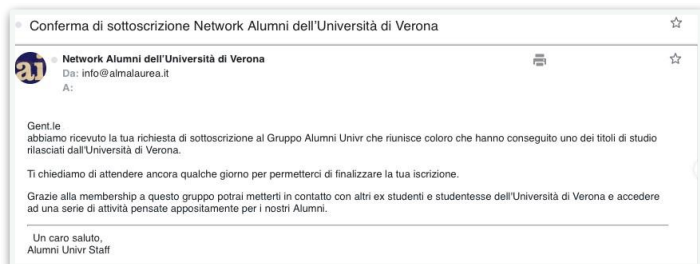 Conferma di sottoscrizione Network Alumni dell'Università di Verona
ai
Network Alumni dell'Università di Verona
Da: info@almalaurea.it
A:
Gent.le
abbiamo ricevuto la tua richiesta di sottoscrizione al Gruppo Alumni Univr che riunisce coloro che hanno conseguito uno dei titoli di studio
rilasciati dall'Università di Verona.
Ti chiediamo di attendere ancora qualche giorno per permetterci di finalizzare la tua iscrizione.
Grazie alla membership a questo gruppo potrai metterti in contatto con altri ex studenti e studentesse dell'Università di Verona e accedere
ad una serie di attività pensate appositamente per i nostri Alumni.
Un caro saluto,
Alumni Univr Staff